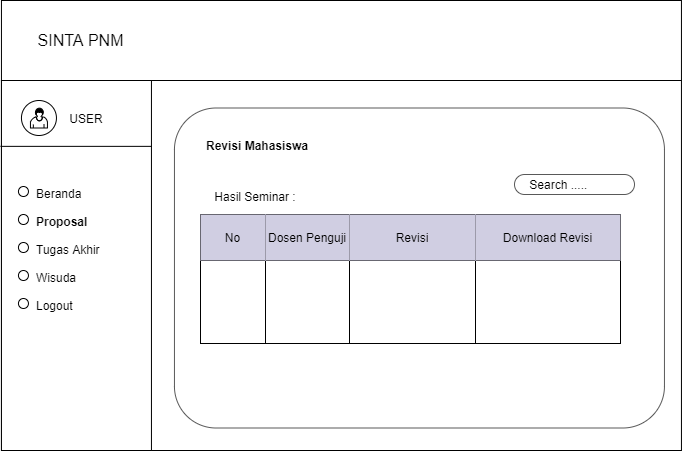 SINTA PNM
USER
Beranda
Proposal
Tugas Akhir
Wisuda
Logout
Revisi Mahasiswa
Search .....
Hasil Seminar :
No
Dosen Penguji
Revisi
Download Revisi